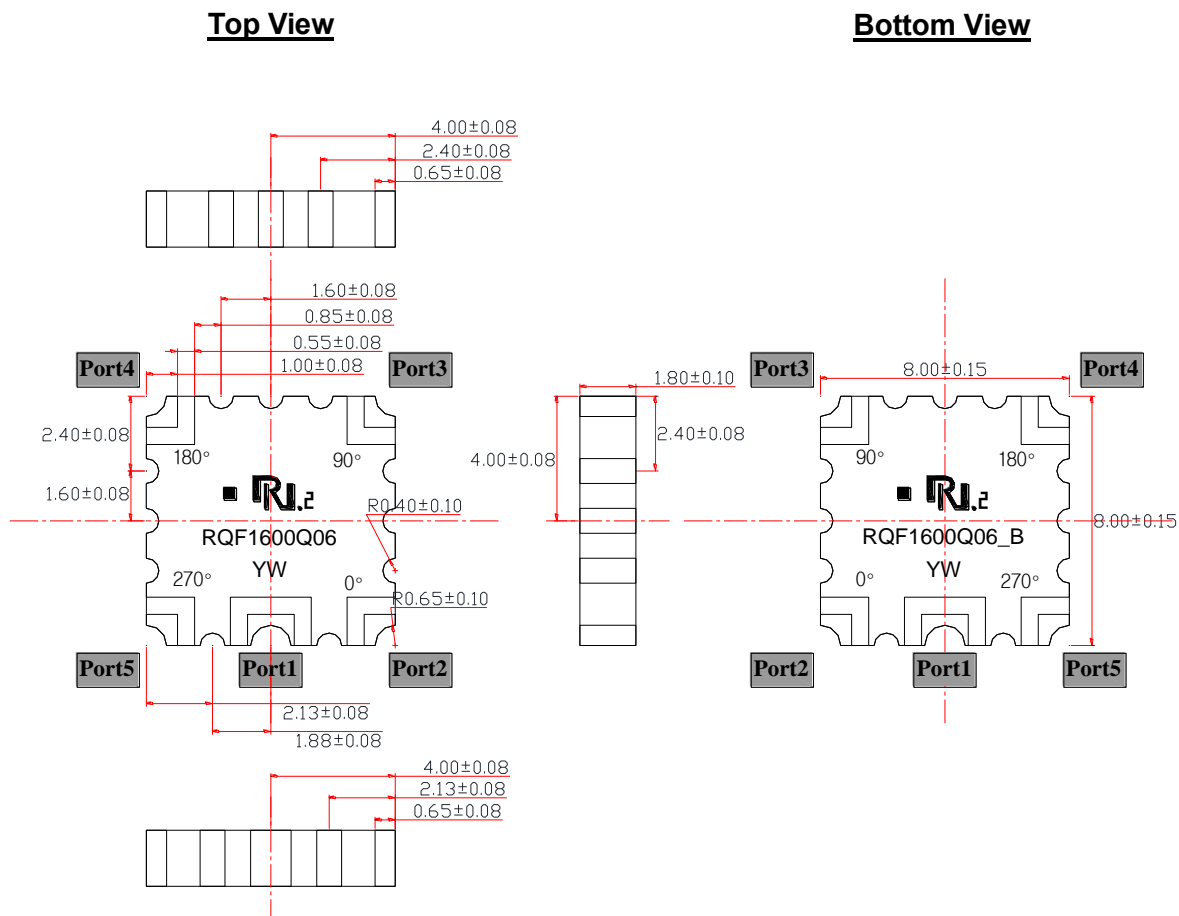 Top View
Bottom View
4.00±0.08
2.40±0.08
0.65±0.08
1.60±0.08
0.85±0.08
0.55±0.08
1.00±0.08
Port4
Port3
2.40±0.08
1.60±0.08
180°
90°
R0.40±0.10
RQF1600Q06
YW
270°
0°
R0.65±0.10
Port5
Port1
Port2
2.13±0.08
1.88±0.08
4.00±0.08
2.13±0.08
0.65±0.08
1.80±0.10
2.40±0.08
4.00±0.08
Port3
8.00±0.15
Port4
90°
180°
8.00±0.15
RQF1600Q06_B
YW
0°
270°
Port2
Port1
Port5